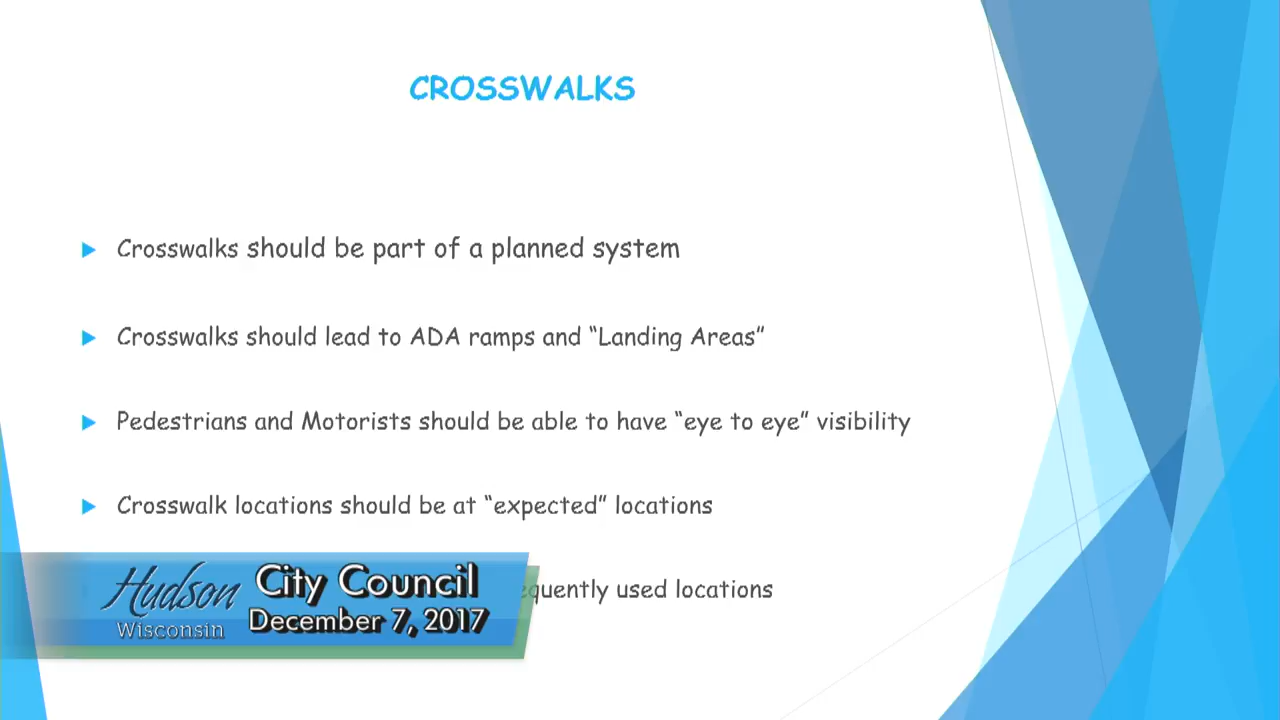 CROSSWALKS
Crosswalks should be part of a planned system
Crosswalks should lead to ADA ramps and “Landing Areas”
Pedestrians and Motorists should be able to have “eye to eye” visibility
Crosswalk locations should be at “expected” locations
used locations
Hudson City Council
Wisconsin December 7, 2017